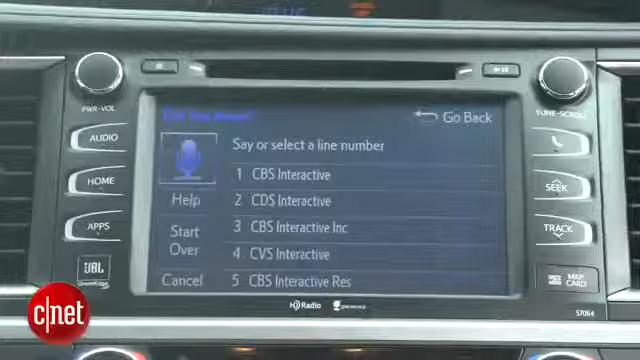 PWR·VOL
TUNE·SCROLL
AUDIO
HOME
APPS
JBL
Go Back
Say or select a line number
1 CBS Interactive
2 CDS Interactive
3 CBS Interactive Inc
4 CVS Interactive
5 CBS Interactive Res
Help
Start
Over
Cancel
SEEK
TRACK
MAP
CARD
HD Radio
57064
c|net